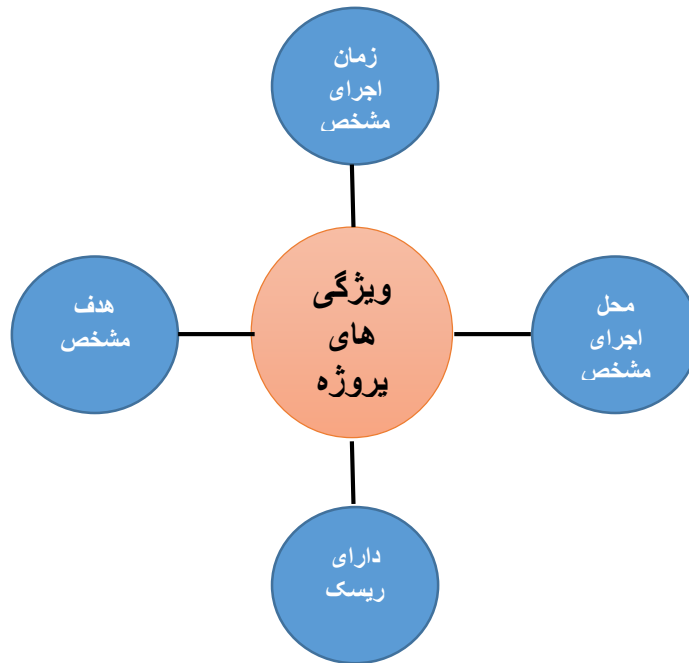 زمان
اجرای
مشخص
ویژگی
های
پروژه
محل
اجرای
مشخص
هدف
مشخص
دارای
ریسک